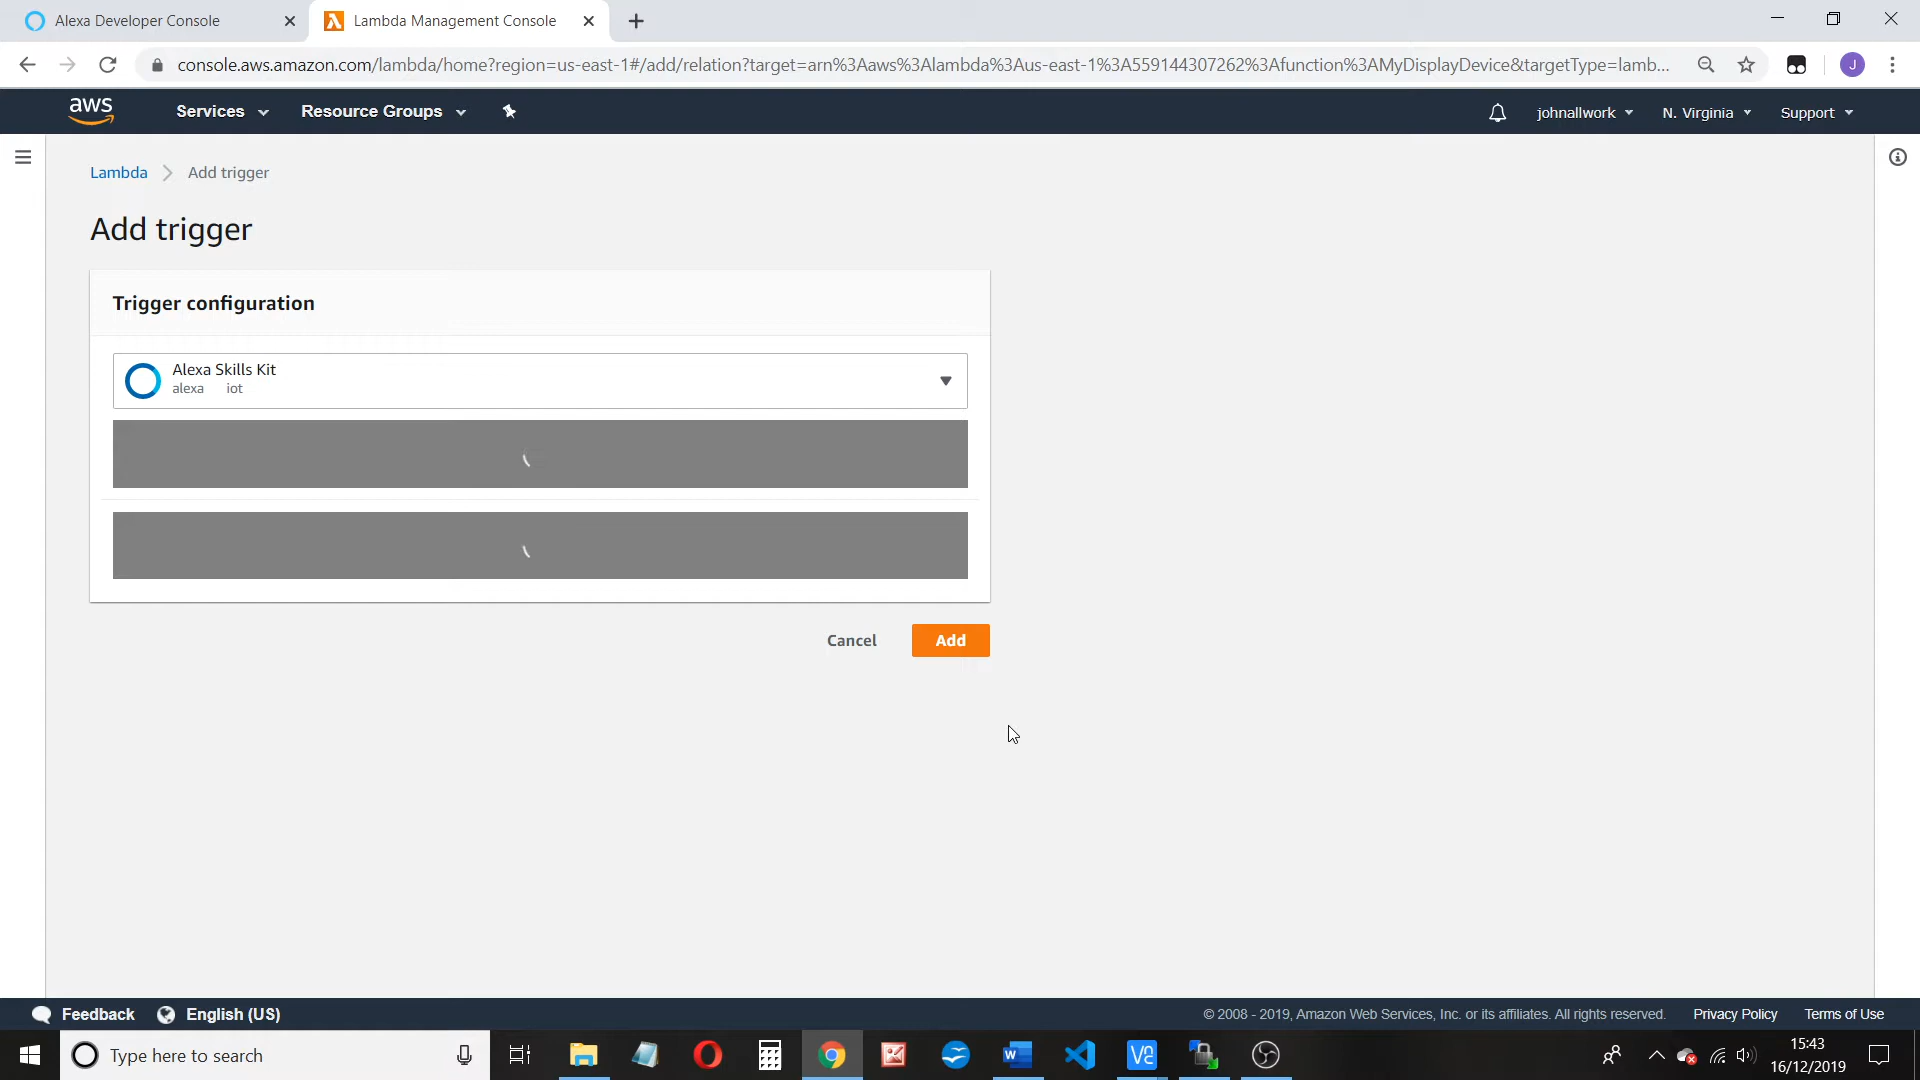 Alexa Developer Console
Lambda Management Console
console.aws.amazon.com/lambda/home?region=us-east-1#/add/relation?target=arn%3Aaws%3Alambda%3Aus-east-1%3A559144307262%3Afunction%3AMyDisplayDevice&targetType=lamb...
J
aws
Services
Resource Groups
johnallwork
N. Virginia
Support
Lambda
Add trigger
Add trigger
Trigger configuration
Alexa Skills Kit
alexa iot
Cancel
Add
Feedback
English (US)
© 2008 - 2019, Amazon Web Services, Inc. or its affiliates. All rights reserved.
Privacy Policy
Terms of Use
Type here to search
15:43
16/12/2019